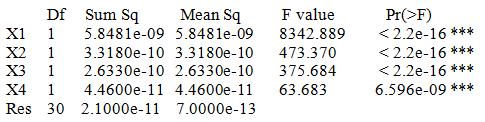 Df Sum Sq Mean Sq F value Pr(>F)
X1 1 5.8481e-09 5.8481e-09 8342.889 < 2.2e-16 ***
X2 1 3.3180e-10 3.3180e-10 473.370 < 2.2e-16 ***
X3 1 2.6330e-10 2.6330e-10 375.684 < 2.2e-16 ***
X4 1 4.4600e-11 4.4600e-11 63.683 6.596e-09 ***
Res 30 2.1000e-11 7.0000e-13